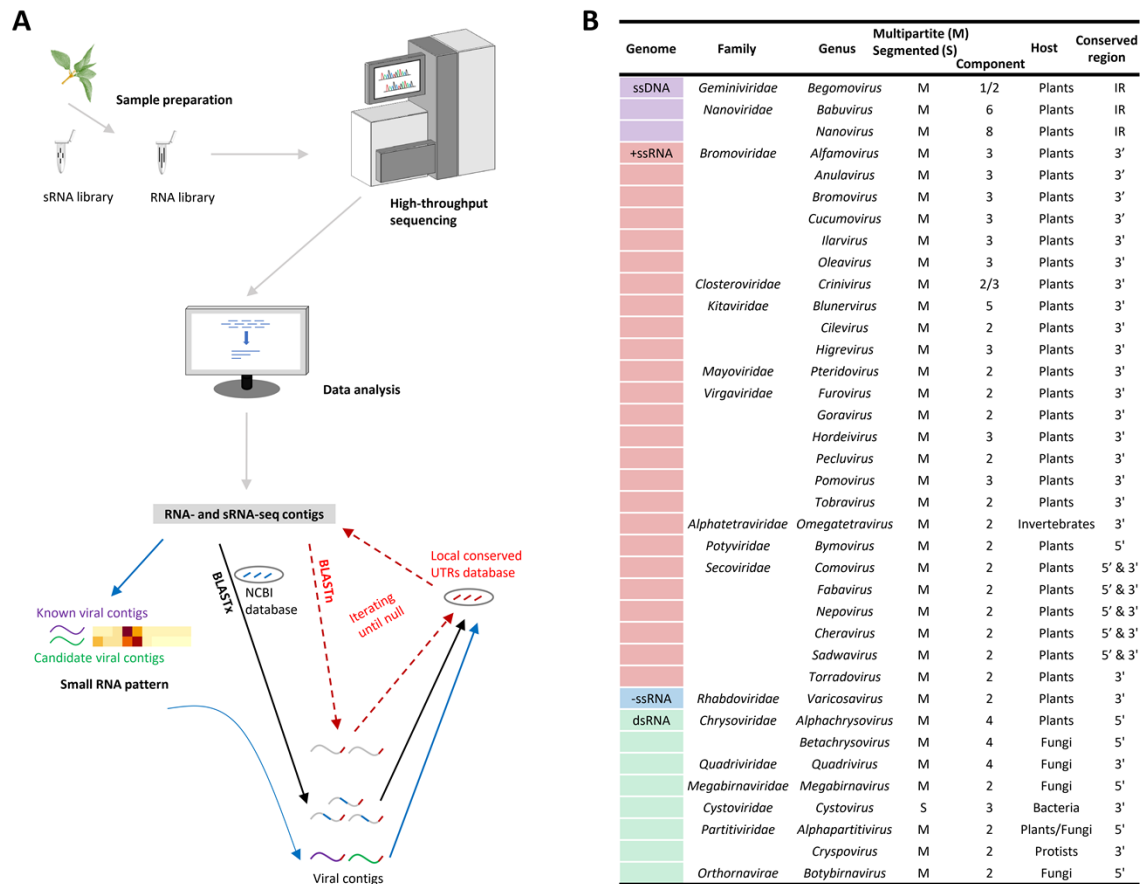 A
Sample preparation
sRNA library
RNA library
High-throughput
sequencing
Data analysis
RNA- and sRNA-seq contigs
BLASTx
NCBI
database
BLASTn
Iterating
until null
Local conserved
UTRs database
Known viral contigs
Candidate viral contigs
Small RNA pattern
Viral contigs
B
Genome Family Genus Multipartite (M) Segmented (S) Component Host Conserved region
ssDNA Geminiviridae Begomovirus M 1/2 Plants IR
Nanoviridae Babuvirus M 6 Plants IR
Nanovirus M 8 Plants IR
+ssRNA Bromoviridae Alfamovirus M 3 Plants 3’
Anulavirus M 3 Plants 3’
Bromovirus M 3 Plants 3’
Cucumovirus M 3 Plants 3’
Ilarvirus M 3 Plants 3'
Oleavirus M 3 Plants 3'
Closteroviridae Crinivirus M 2/3 Plants 3'
Kitaviridae Blunervirus M 5 Plants 3'
Cilevirus M 2 Plants 3'
Higrevirus M 3 Plants 3'
Mayoviridae Pteridovirus M 2 Plants 3'
Virgaviridae Furovirus M 2 Plants 3'
Goravirus M 2 Plants 3'
Hordeivirus M 3 Plants 3'
Pecluvirus M 2 Plants 3'
Pomovirus M 3 Plants 3'
Tobravirus M 2 Plants 3'
Alphatetraviridae Omegatetravirus M 2 Invertebrates 3'
Potyviridae Bymovirus M 2 Plants 5'
Secoviridae Comovirus M 2 Plants 5’ & 3'
Fabavirus M 2 Plants 5’ & 3'
Nepovirus M 2 Plants 5’ & 3'
Cheravirus M 2 Plants 5’ & 3'
Sadwavirus M 2 Plants 5’ & 3'
Torradovirus M 2 Plants 3'
-ssRNA Rhabdoviridae Varicosavirus M 2 Plants 3'
dsRNA Chrysoviridae Alphachrysovirus M 4 Plants 5'
Betachrysovirus M 4 Fungi 5'
Quadriviridae Quadrivirus M 4 Fungi 3'
Megabirnaviridae Megabirnavirus M 2 Fungi 5'
Cystoviridae Cystovirus S 3 Bacteria 3'
Partitiviridae Alphapartitivirus M 2 Plants/Fungi 5'
Cryspovirus M 2 Protists 3'
Orthornavirae Botybirnavirus M 2 Fungi 5'